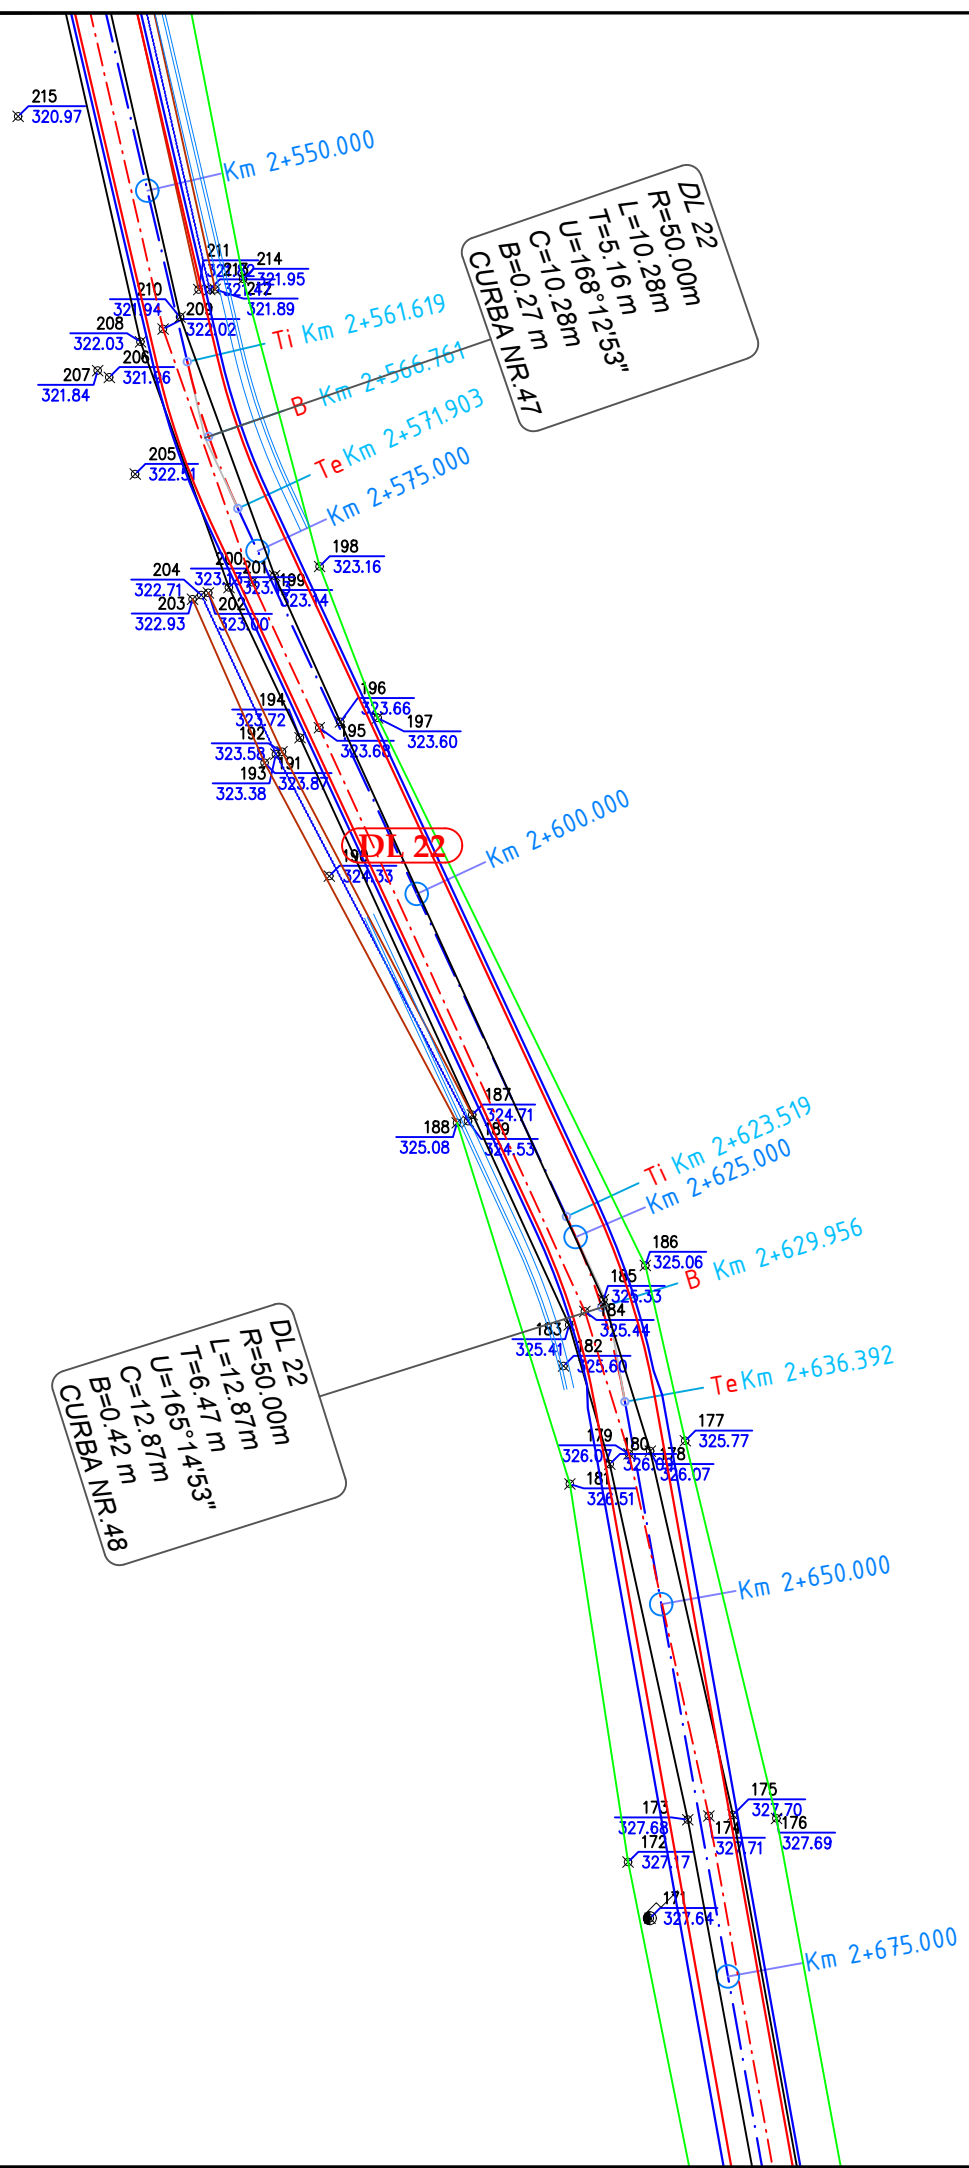 215
320.97
Km 2+550.000
DL 22
R=50.00m
L=10.28m
T=5.16 m
U=168°12'53"
C=10.28m
B=0.27 m
CURBA NR.47
211
214
321.95
212
321.89
210
321.94
209
322.02
208
322.03
206
207
321.84
Ti Km 2+561.619
B Km 2+566.761
Te Km 2+571.903
Km 2+575.000
205
322.51
198
323.16
200
201
199
323.14
204
322.71
203
322.93
202
323.00
196
323.66
197
323.60
194
323.72
195
323.68
192
323.58
191
323.87
193
323.38
DL 22
324.33
Km 2+600.000
187
324.71
188
325.08
189
324.53
Ti Km 2+623.519
Km 2+625.000
186
325.06
B Km 2+629.956
185
325.33
184
325.44
183
325.41
182
325.60
Te Km 2+636.392
DL 22
R=50.00m
L=12.87m
T=6.47 m
U=165°14'53"
C=12.87m
B=0.42 m
CURBA NR.48
177
325.77
179
326.07
180
178
326.07
181
326.51
Km 2+650.000
175
327.70
173
327.68
174
327.71
176
327.69
172
327.17
171
327.64
Km 2+675.000